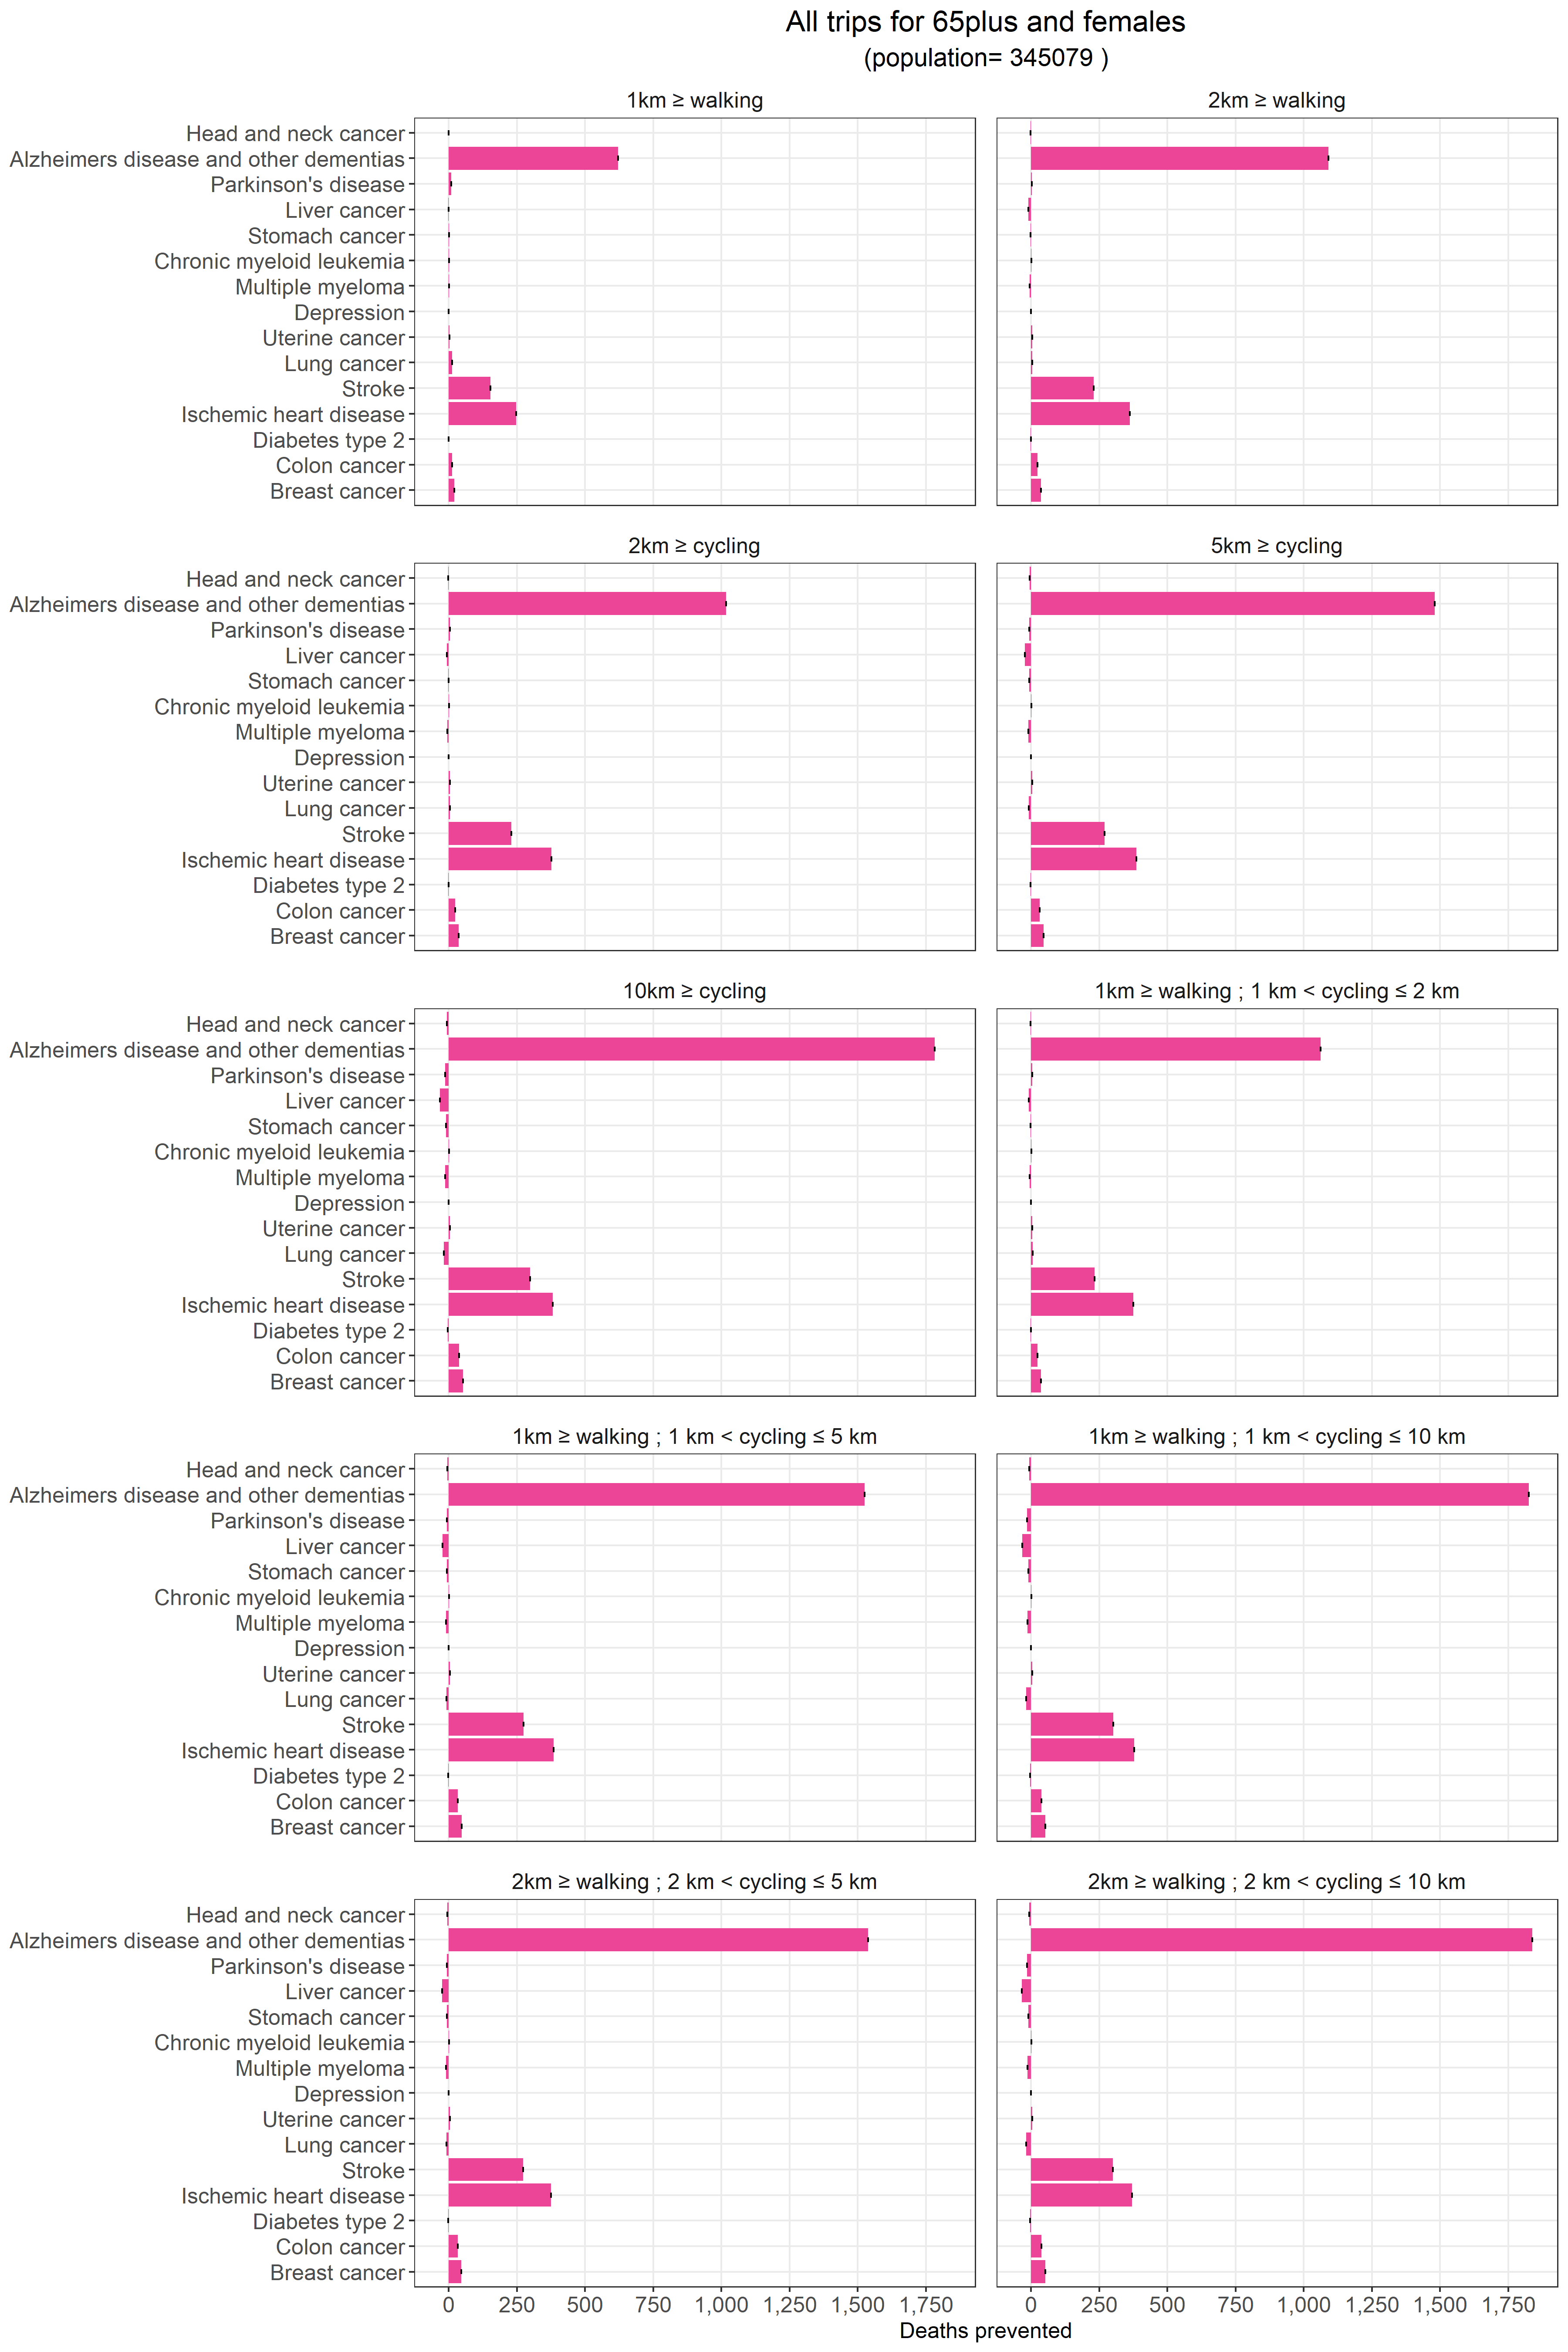 All trips for 65plus and females
(population= 345079 )
1km ≥ walking
2km ≥ walking
Head and neck cancer
Alzheimers disease and other dementias
Parkinson's disease
Liver cancer
Stomach cancer
Chronic myeloid leukemia
Multiple myeloma
Depression
Uterine cancer
Lung cancer
Stroke
Ischemic heart disease
Diabetes type 2
Colon cancer
Breast cancer
2km ≥ cycling
5km ≥ cycling
Head and neck cancer
Alzheimers disease and other dementias
Parkinson's disease
Liver cancer
Stomach cancer
Chronic myeloid leukemia
Multiple myeloma
Depression
Uterine cancer
Lung cancer
Stroke
Ischemic heart disease
Diabetes type 2
Colon cancer
Breast cancer
10km ≥ cycling
1km ≥ walking ; 1 km < cycling ≤ 2 km
Head and neck cancer
Alzheimers disease and other dementias
Parkinson's disease
Liver cancer
Stomach cancer
Chronic myeloid leukemia
Multiple myeloma
Depression
Uterine cancer
Lung cancer
Stroke
Ischemic heart disease
Diabetes type 2
Colon cancer
Breast cancer
1km ≥ walking ; 1 km < cycling ≤ 5 km
1km ≥ walking ; 1 km < cycling ≤ 10 km
Head and neck cancer
Alzheimers disease and other dementias
Parkinson's disease
Liver cancer
Stomach cancer
Chronic myeloid leukemia
Multiple myeloma
Depression
Uterine cancer
Lung cancer
Stroke
Ischemic heart disease
Diabetes type 2
Colon cancer
Breast cancer
2km ≥ walking ; 2 km < cycling ≤ 5 km
2km ≥ walking ; 2 km < cycling ≤ 10 km
Head and neck cancer
Alzheimers disease and other dementias
Parkinson's disease
Liver cancer
Stomach cancer
Chronic myeloid leukemia
Multiple myeloma
Depression
Uterine cancer
Lung cancer
Stroke
Ischemic heart disease
Diabetes type 2
Colon cancer
Breast cancer
0 250 500 750 1,000 1,250 1,500 1,750
0 250 500 750 1,000 1,250 1,500 1,750
Deaths prevented